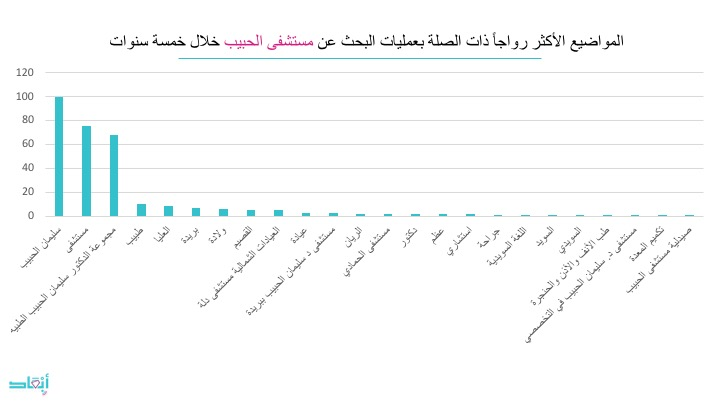 المواضيع الأكثر رواجاً ذات الصلة بعمليات البحث عن مستشفى الحبيب خلال خمسة سنوات
120
100
80
60
40
20
0
سليمان الحبيب
مستشفى
مجموعة الدكتور سليمان الحبيب الطبيه
طبيب
العليا
بريدة
ولادة
القصيم
العيادات الشمالية مستشفى دلة
عيادة
مستشفى د سليمان الحبيب ببريدة
الريان
مستشفى الحمادي
دكتور
عظم
استشاري
جراحة
اللغة السويدية
السويد
السويدي
طب الأنف والأذن والحنجرة
مستشفى د. سليمان الحبيب في التخصصي
تكميم المعدة
صيدلية مستشفى الحبيب
أبعاد